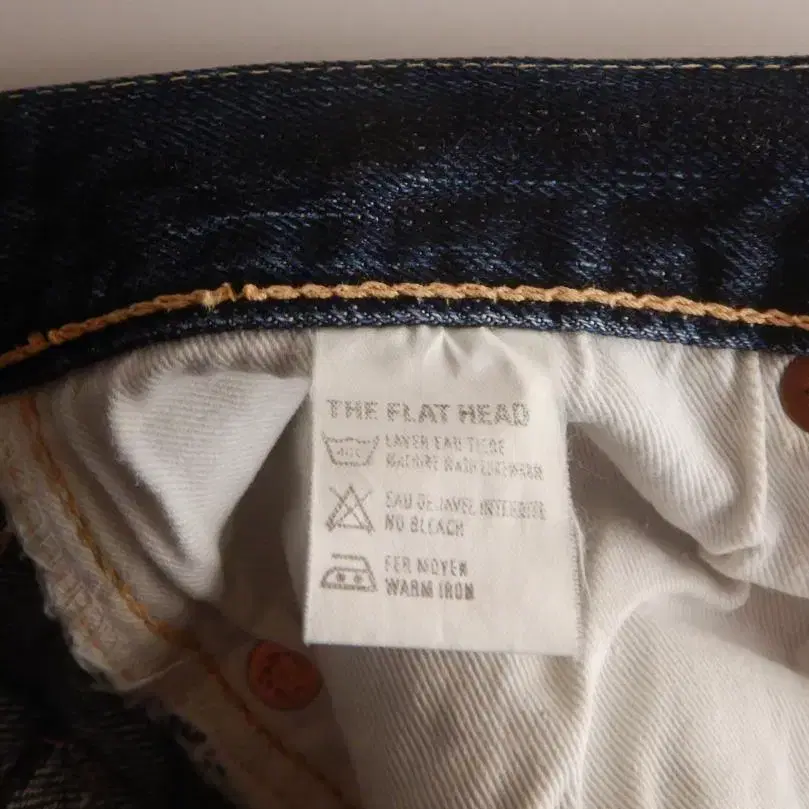 THE FLAT HEAD
40C
LAVER EAU TIEDE
MACHINE WASH LUKEWARM
EAU DE JAVEL INTERDITE
NO BLEACH
FER MOYEN
WARM IRON